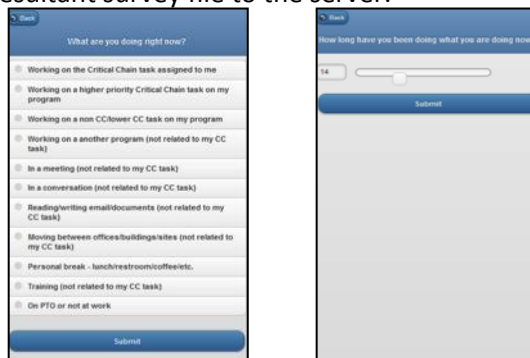 esultant survey file to the server.
Back
What are you doing right now?
Working on the Critical Chain task assigned to me
Working on a higher priority Critical Chain task on my
program
Working on a non CC/lower CC task on my program
Working on a another program (not related to my CC
task)
In a meeting (not related to my CC task)
In a conversation (not related to my CC task)
Reading/writing email/documents (not related to my
CC task)
Moving between offices/buildings/sites (not related to
my CC task)
Personal break - lunch/restroom/coffee/etc.
Training (not related to my CC task)
On PTO or not at work
Submit
Back
How long have you been doing what you are doing now
14
Submit